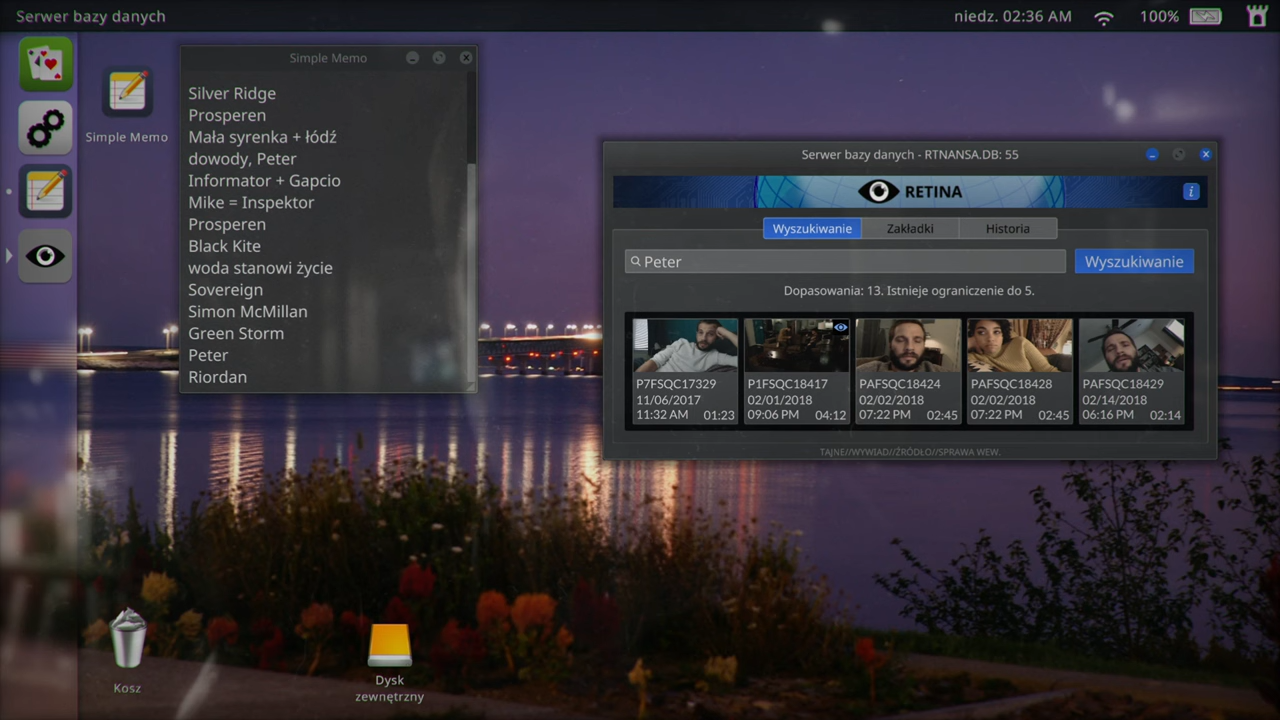 Serwer bazy danych
niedz. 02:36 AM
100%
Simple Memo
Simple Memo
Silver Ridge
Prosperen
Mała syrenka + łódź
dowody, Peter
Informator + Gapcio
Mike = Inspektor
Prosperen
Black Kite
woda stanowi życie
Sovereign
Simon McMillan
Green Storm
Peter
Riordan
Serwer bazy danych - RTNANSA.DB: 55
RETINA
i
Wyszukiwanie
Zakładki
Historia
Peter
Wyszukiwanie
Dopasowania: 13. Istnieje ograniczenie do 5.
P7FSQC17329
11/06/2017
11:32 AM 01:23
P1FSQC18417
02/01/2018
09:06 PM 04:12
PAFSQC18424
02/02/2018
07:22 PM 02:45
PAFSQC18428
02/02/2018
07:22 PM 02:45
PAFSQC18429
02/14/2018
06:16 PM 02:14
TAJNE//WYWIAD//ŹRÓDŁO//SPRAWA WEW.
Kosz
Dysk
zewnętrzny